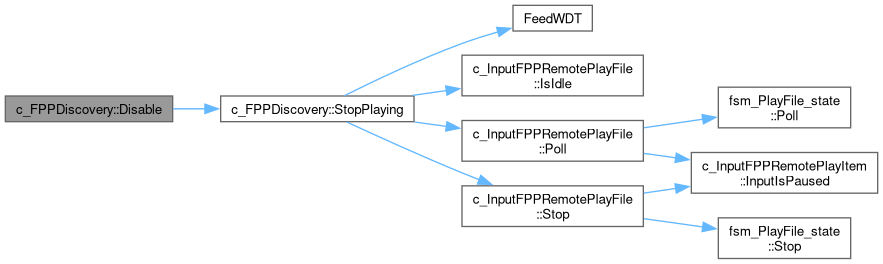 c_FPPDiscovery::Disable
c_FPPDiscovery::StopPlaying
FeedWDT
c_InputFPPRemotePlayFile
::IsIdle
c_InputFPPRemotePlayFile
::Poll
c_InputFPPRemotePlayFile
::Stop
fsm_PlayFile_state
::Poll
c_InputFPPRemotePlayItem
::InputIsPaused
fsm_PlayFile_state
::Stop